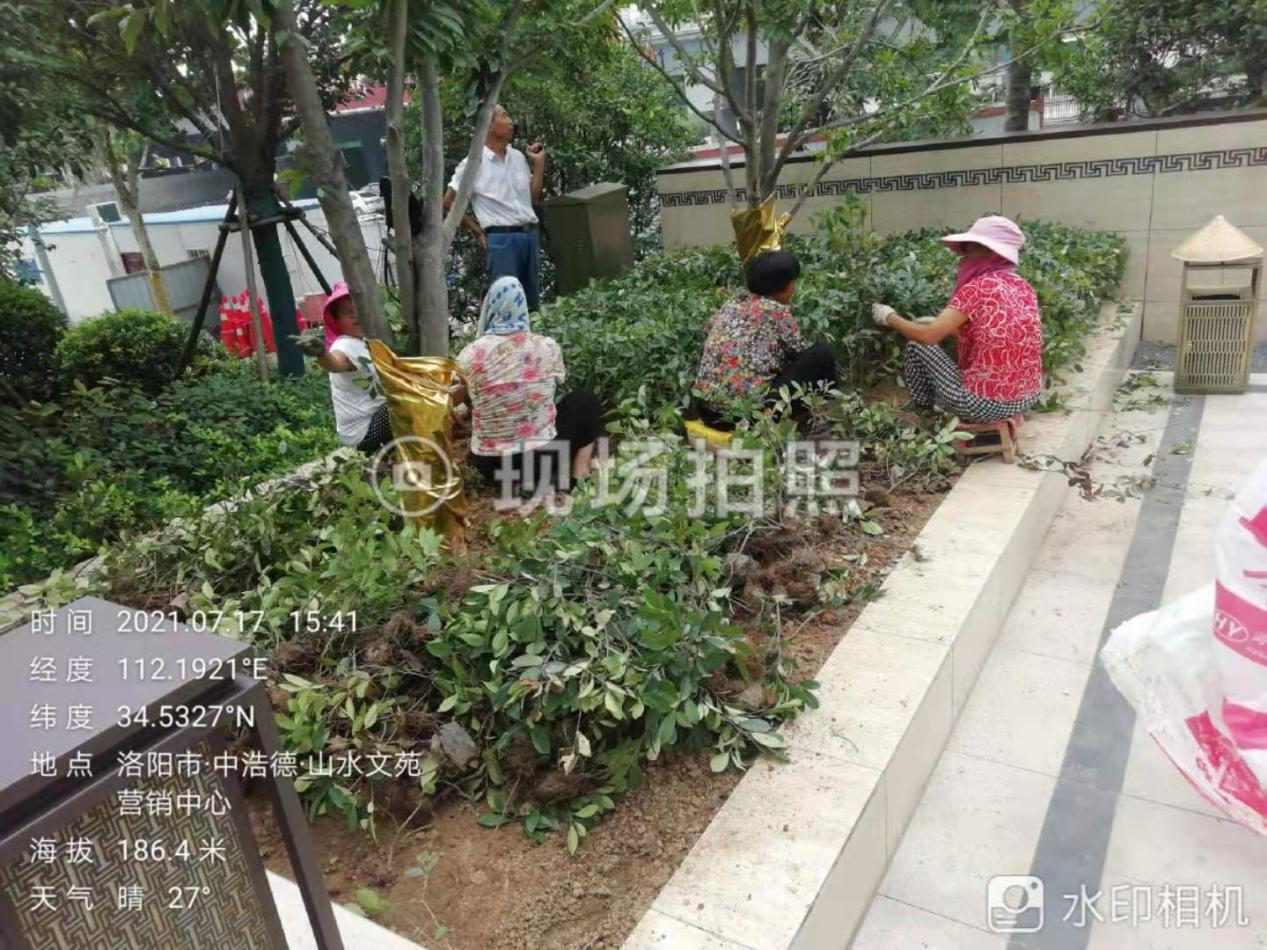 现场拍照
时间 2021.07.17 15:41
经度 112.1921°E
纬度 34.5327°N
地点 洛阳市·中浩德·山水文苑
营销中心
海拔 186.4米
天气 晴 27°
水印相机